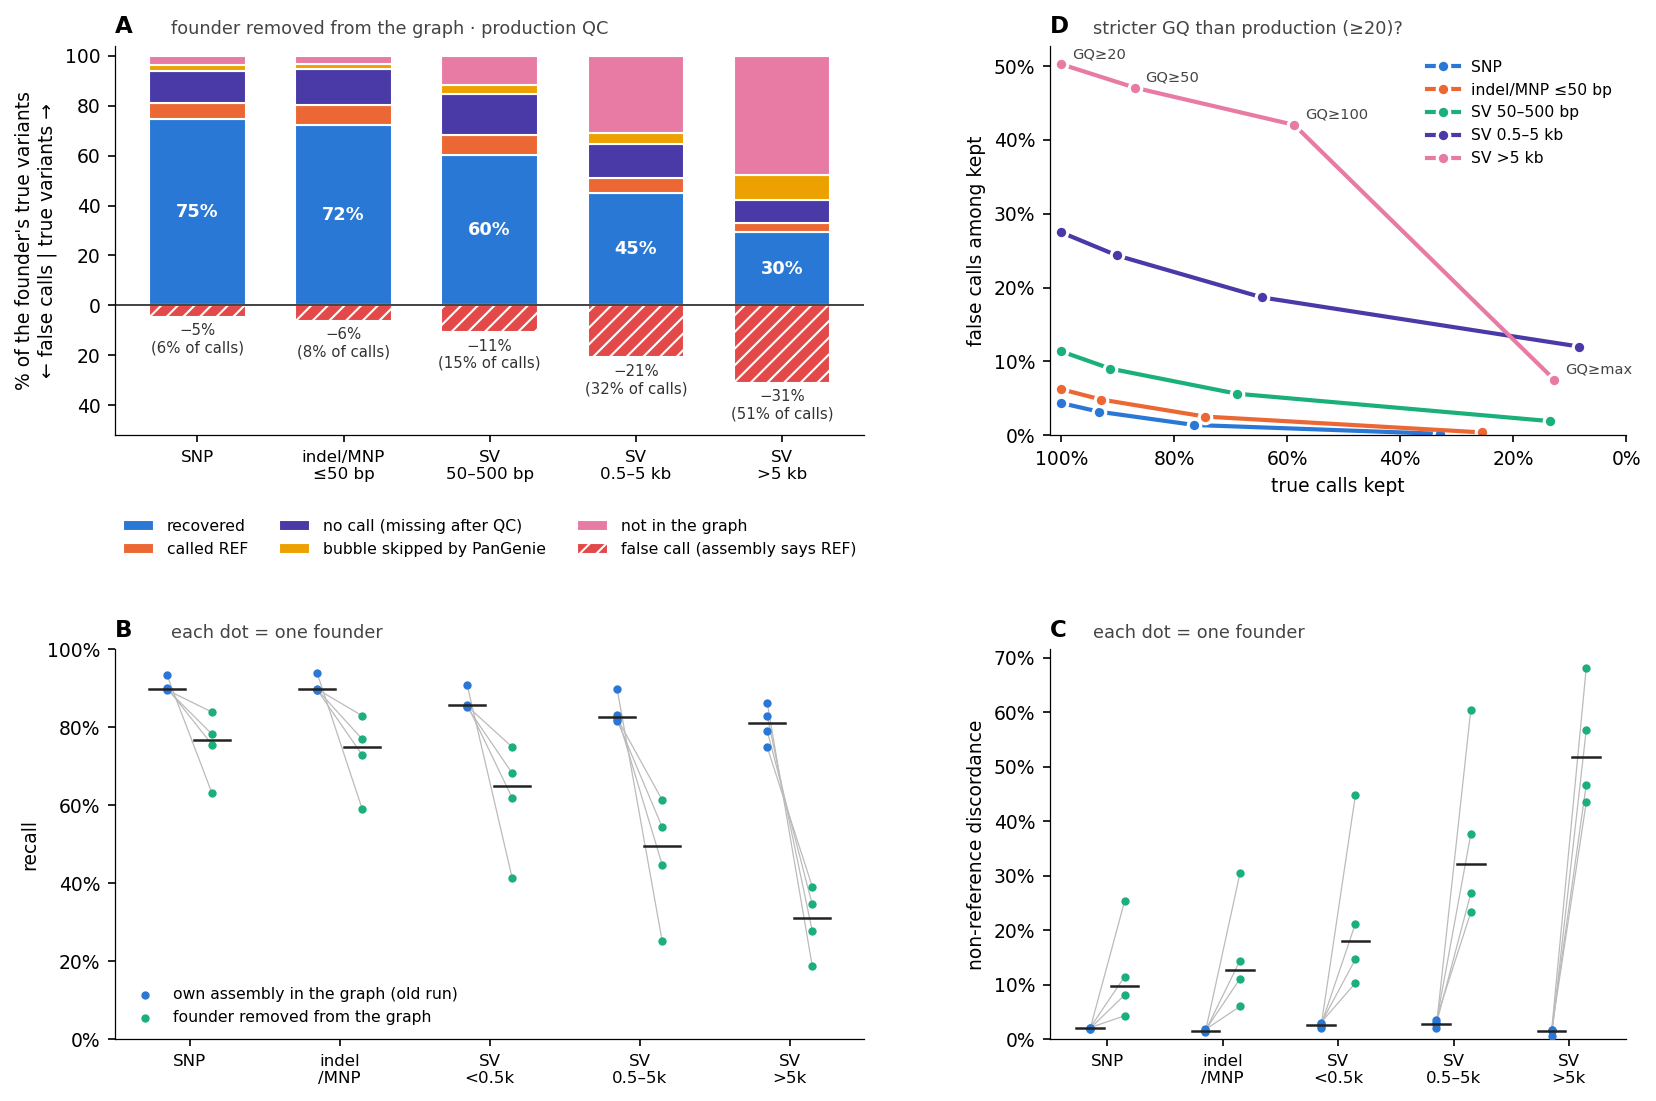 A founder removed from the graph · production QC
% of the founder's true variants
← false calls | true variants →
100
80
60
40
20
0
20
40
75%
72%
60%
45%
30%
−5%
(6% of calls)
−6%
(8% of calls)
−11%
(15% of calls)
−21%
(32% of calls)
−31%
(51% of calls)
SNP
indel/MNP
≤50 bp
SV
50–500 bp
SV
0.5–5 kb
SV
>5 kb
recovered
called REF
no call (missing after QC)
bubble skipped by PanGenie
not in the graph
false call (assembly says REF)
D stricter GQ than production (≥20)?
false calls among kept
50%
40%
30%
20%
10%
0%
GQ≥20
GQ≥50
GQ≥100
GQ≥max
SNP
indel/MNP ≤50 bp
SV 50–500 bp
SV 0.5–5 kb
SV >5 kb
100% 80% 60% 40% 20% 0%
true calls kept
B each dot = one founder
recall
100%
80%
60%
40%
20%
0%
own assembly in the graph (old run)
founder removed from the graph
SNP
indel
/MNP
SV
<0.5k
SV
0.5–5k
SV
>5k
C each dot = one founder
non-reference discordance
70%
60%
50%
40%
30%
20%
10%
0%
SNP
indel
/MNP
SV
<0.5k
SV
0.5–5k
SV
>5k